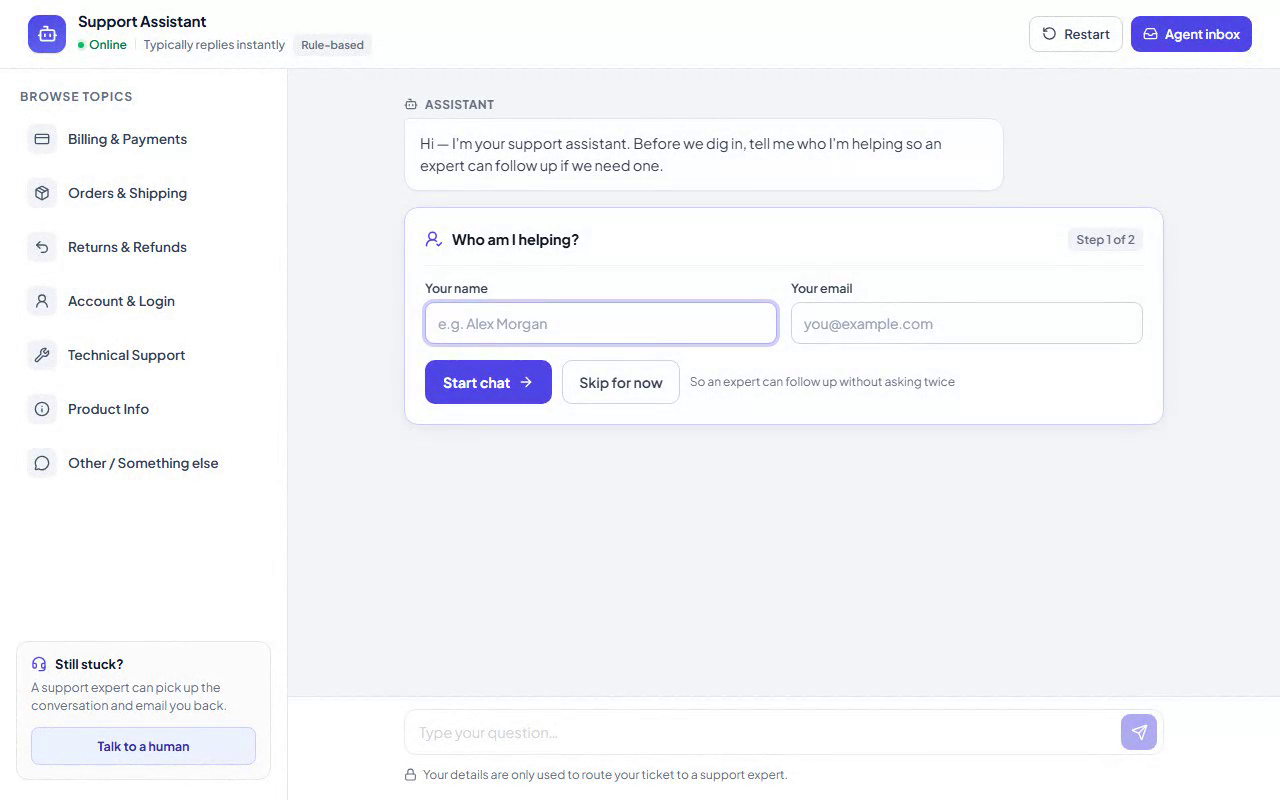 Support Assistant
Online
Typically replies instantly
Rule-based
Restart
Agent inbox
BROWSE TOPICS
Billing & Payments
Orders & Shipping
Returns & Refunds
Account & Login
Technical Support
Product Info
Other / Something else
Still stuck?
A support expert can pick up the
conversation and email you back.
Talk to a human
ASSISTANT
Hi — I'm your support assistant. Before we dig in, tell me who I'm helping so an
expert can follow up if we need one.
Who am I helping?
Step 1 of 2
Your name
Your email
e.g. Alex Morgan
you@example.com
Start chat
Skip for now
So an expert can follow up without asking twice
Type your question...
Your details are only used to route your ticket to a support expert.